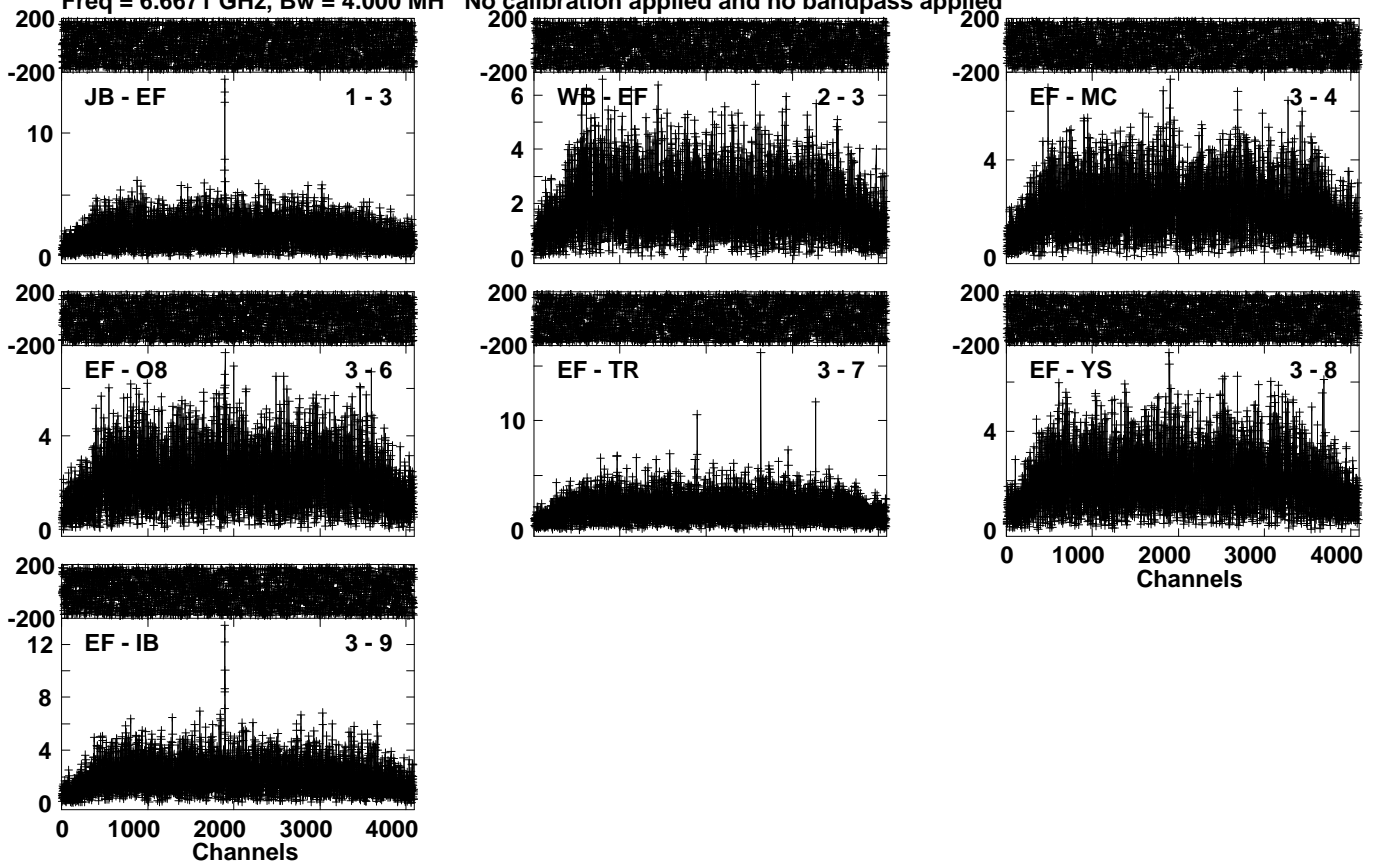 Freq = 6.6671 GHz, Bw = 4.000 MH No calibration applied and no bandpass applied
200 200 200
-200 -200 -200
JB - EF 1 - 3 WB - EF 2 - 3 EF - MC 3 - 4
10 6
4 4
2
0 0 0
200 200 200
-200 -200 -200
EF - O8 3 - 6 EF - TR 3 - 7 EF - YS 3 - 8
4 10 4
0 0 0
0 1000 2000 3000 4000
Channels
200
-200
EF - IB 3 - 9
12
8
4
0
0 1000 2000 3000 4000
Channels